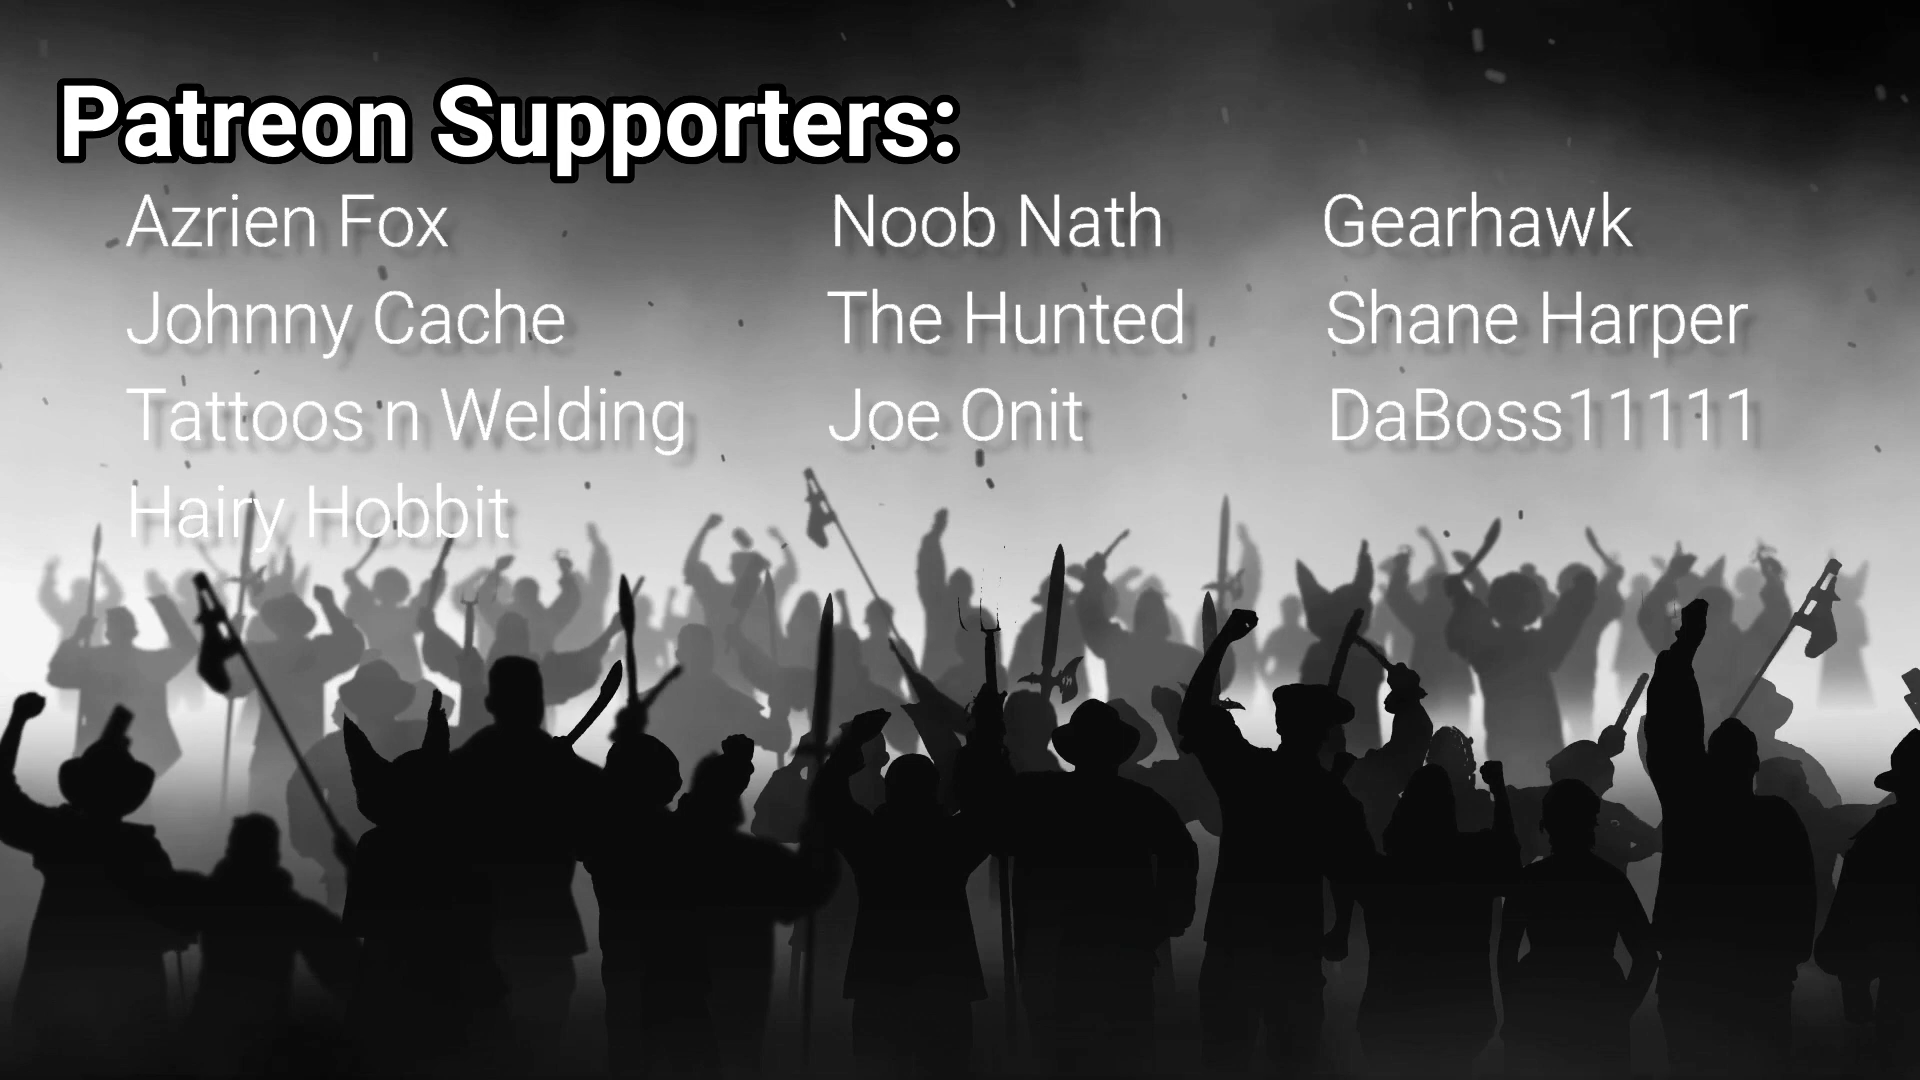 Patreon Supporters:
Azrien Fox
Johnny Cache
Tattoos n Welding
Hairy Hobbit
Noob Nath
The Hunted
Joe Onit
Gearhawk
Shane Harper
DaBoss11111